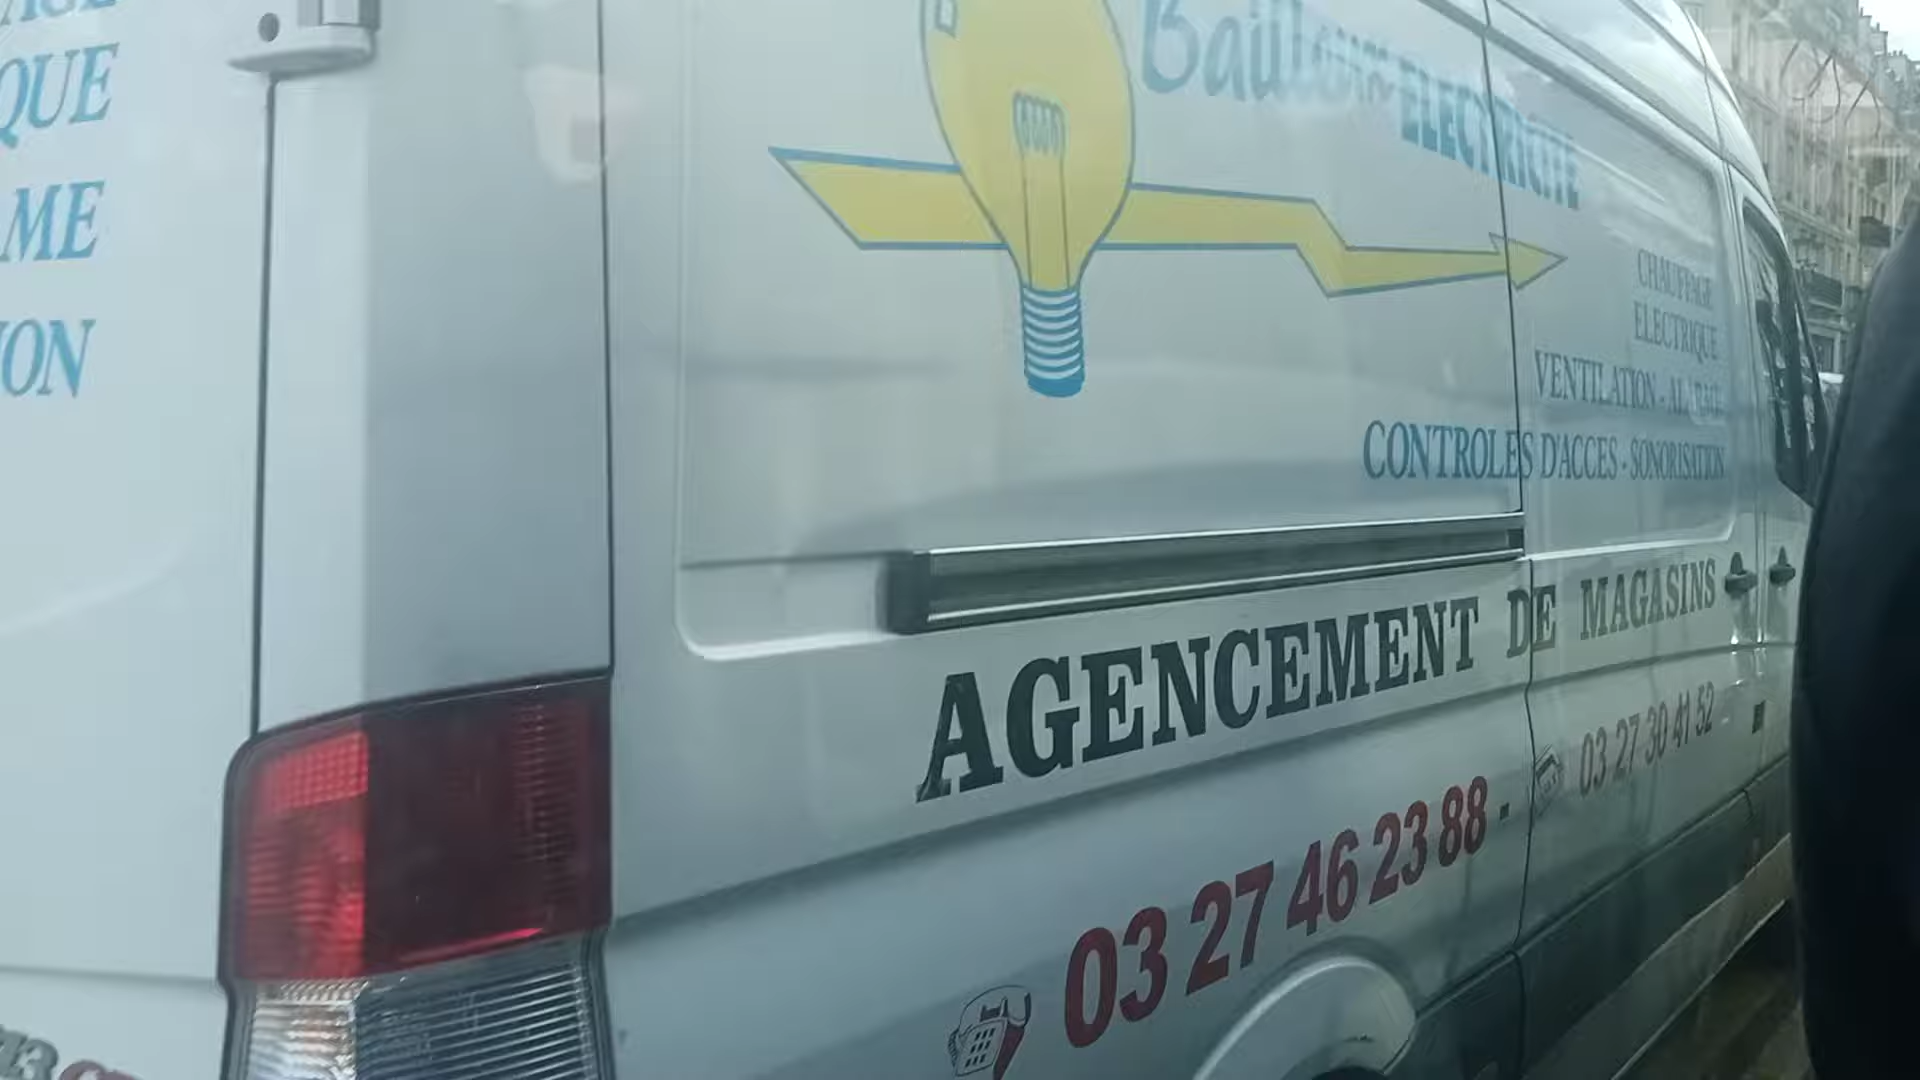 QUE
ME
ION
ELECTRICITE
CHAUFFAGE
ELECTRIQUE
VENTILATION -
CONTROLES D'ACCES - SONORISATION
AGENCEMENT DE MAGASINS
03 27 46 23 88 - 03 27 30 41 52